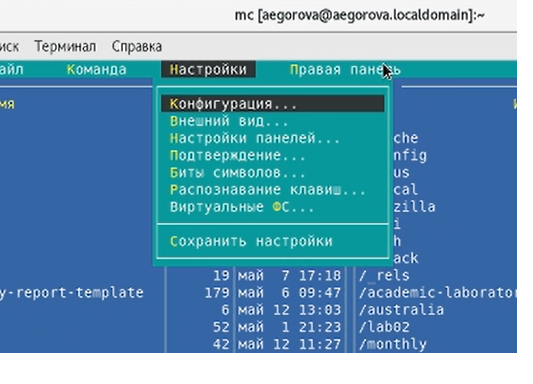 mc [aegorova@aegorova.localdomain]:~
иск Терминал Справка
айл Команда Настройки Правая панель
мя И
Конфигурация...
Внешний вид...
Настройки панелей... che
Подтверждение... nfig
Биты символов... us
Распознавание клавиш... cal
Виртуальные ФС... zilla
i
Сохранить настройки h
ack
19 май 7 17:18 /_rels
y-report-template 179 май 6 09:47 /academic-laborator
6 май 12 13:03 /australia
52 май 1 21:23 /lab02
42 май 12 11:27 /monthly